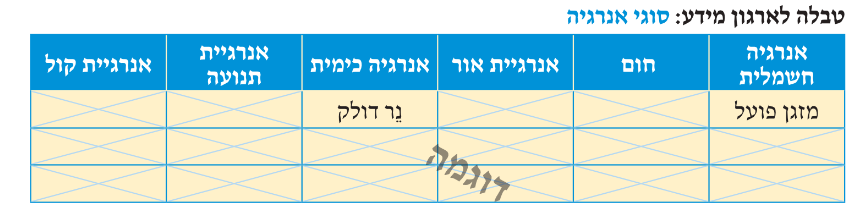 טבלה לארגון מידע: סוגי אנרגיה
אנרגיה חשמלית	חום	אנרגיית אור	אנרגיה כימית	אנרגיית תנועה	אנרגיית קול
מזגן פועל	נֵר דולק
דוגמה